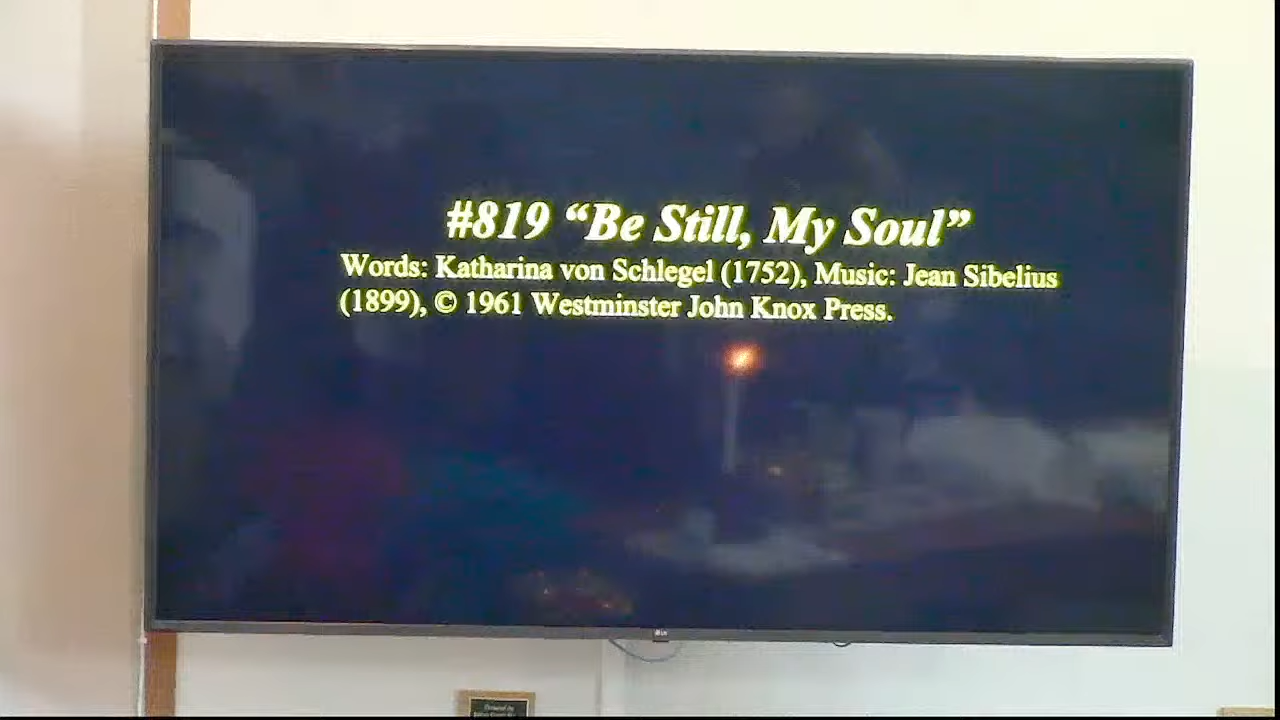 #819 “Be Still, My Soul”
Words: Katharina von Schlegel (1752), Music: Jean Sibelius
(1899), © 1961 Westminster John Knox Press.
LG